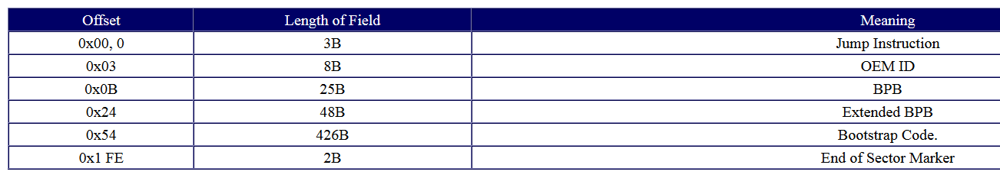 Offset Length of Field Meaning
0x00, 0 3B Jump Instruction
0x03 8B OEM ID
0x0B 25B BPB
0x24 48B Extended BPB
0x54 426B Bootstrap Code.
0x1 FE 2B End of Sector Marker